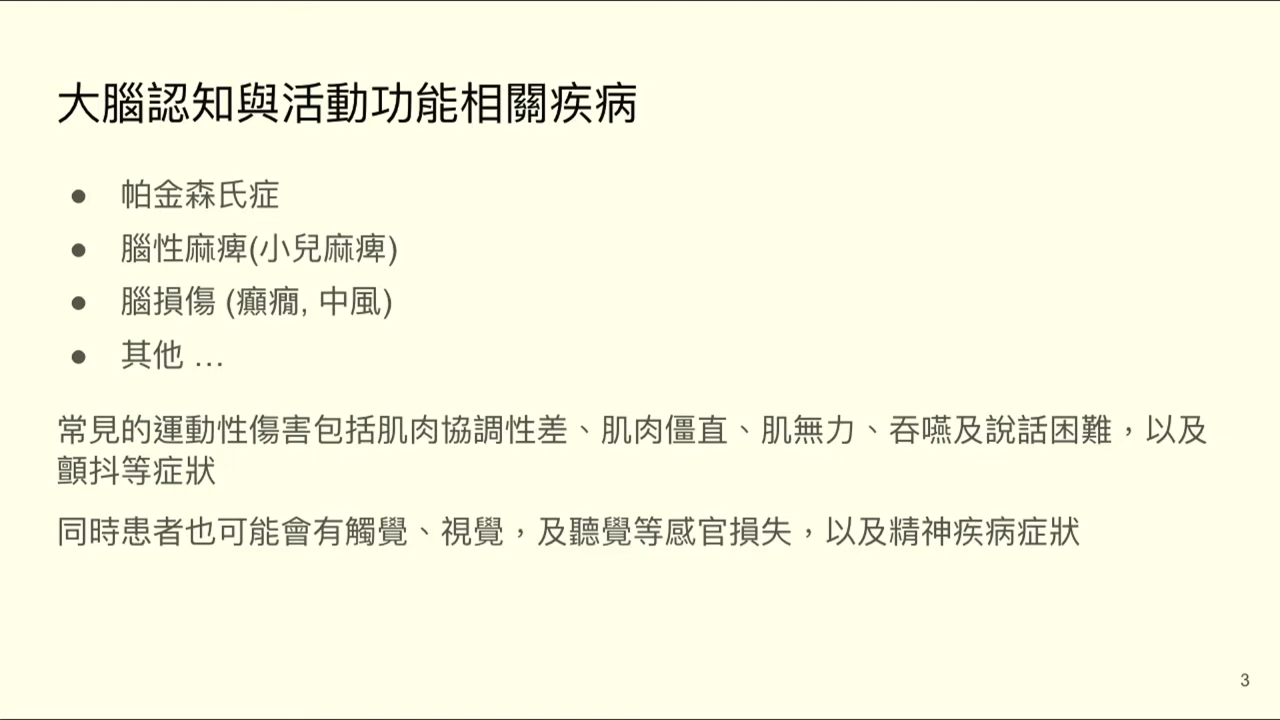 大腦認知與活動功能相關疾病
● 帕金森氏症
● 腦性麻痺(小兒麻痺)
● 腦損傷 (癲癇, 中風)
● 其他 …
常見的運動性傷害包括肌肉協調性差、肌肉僵直、肌無力、吞嚥及說話困難，以及
顫抖等症狀
同時患者也可能會有觸覺、視覺，及聽覺等感官損失，以及精神疾病症狀
3